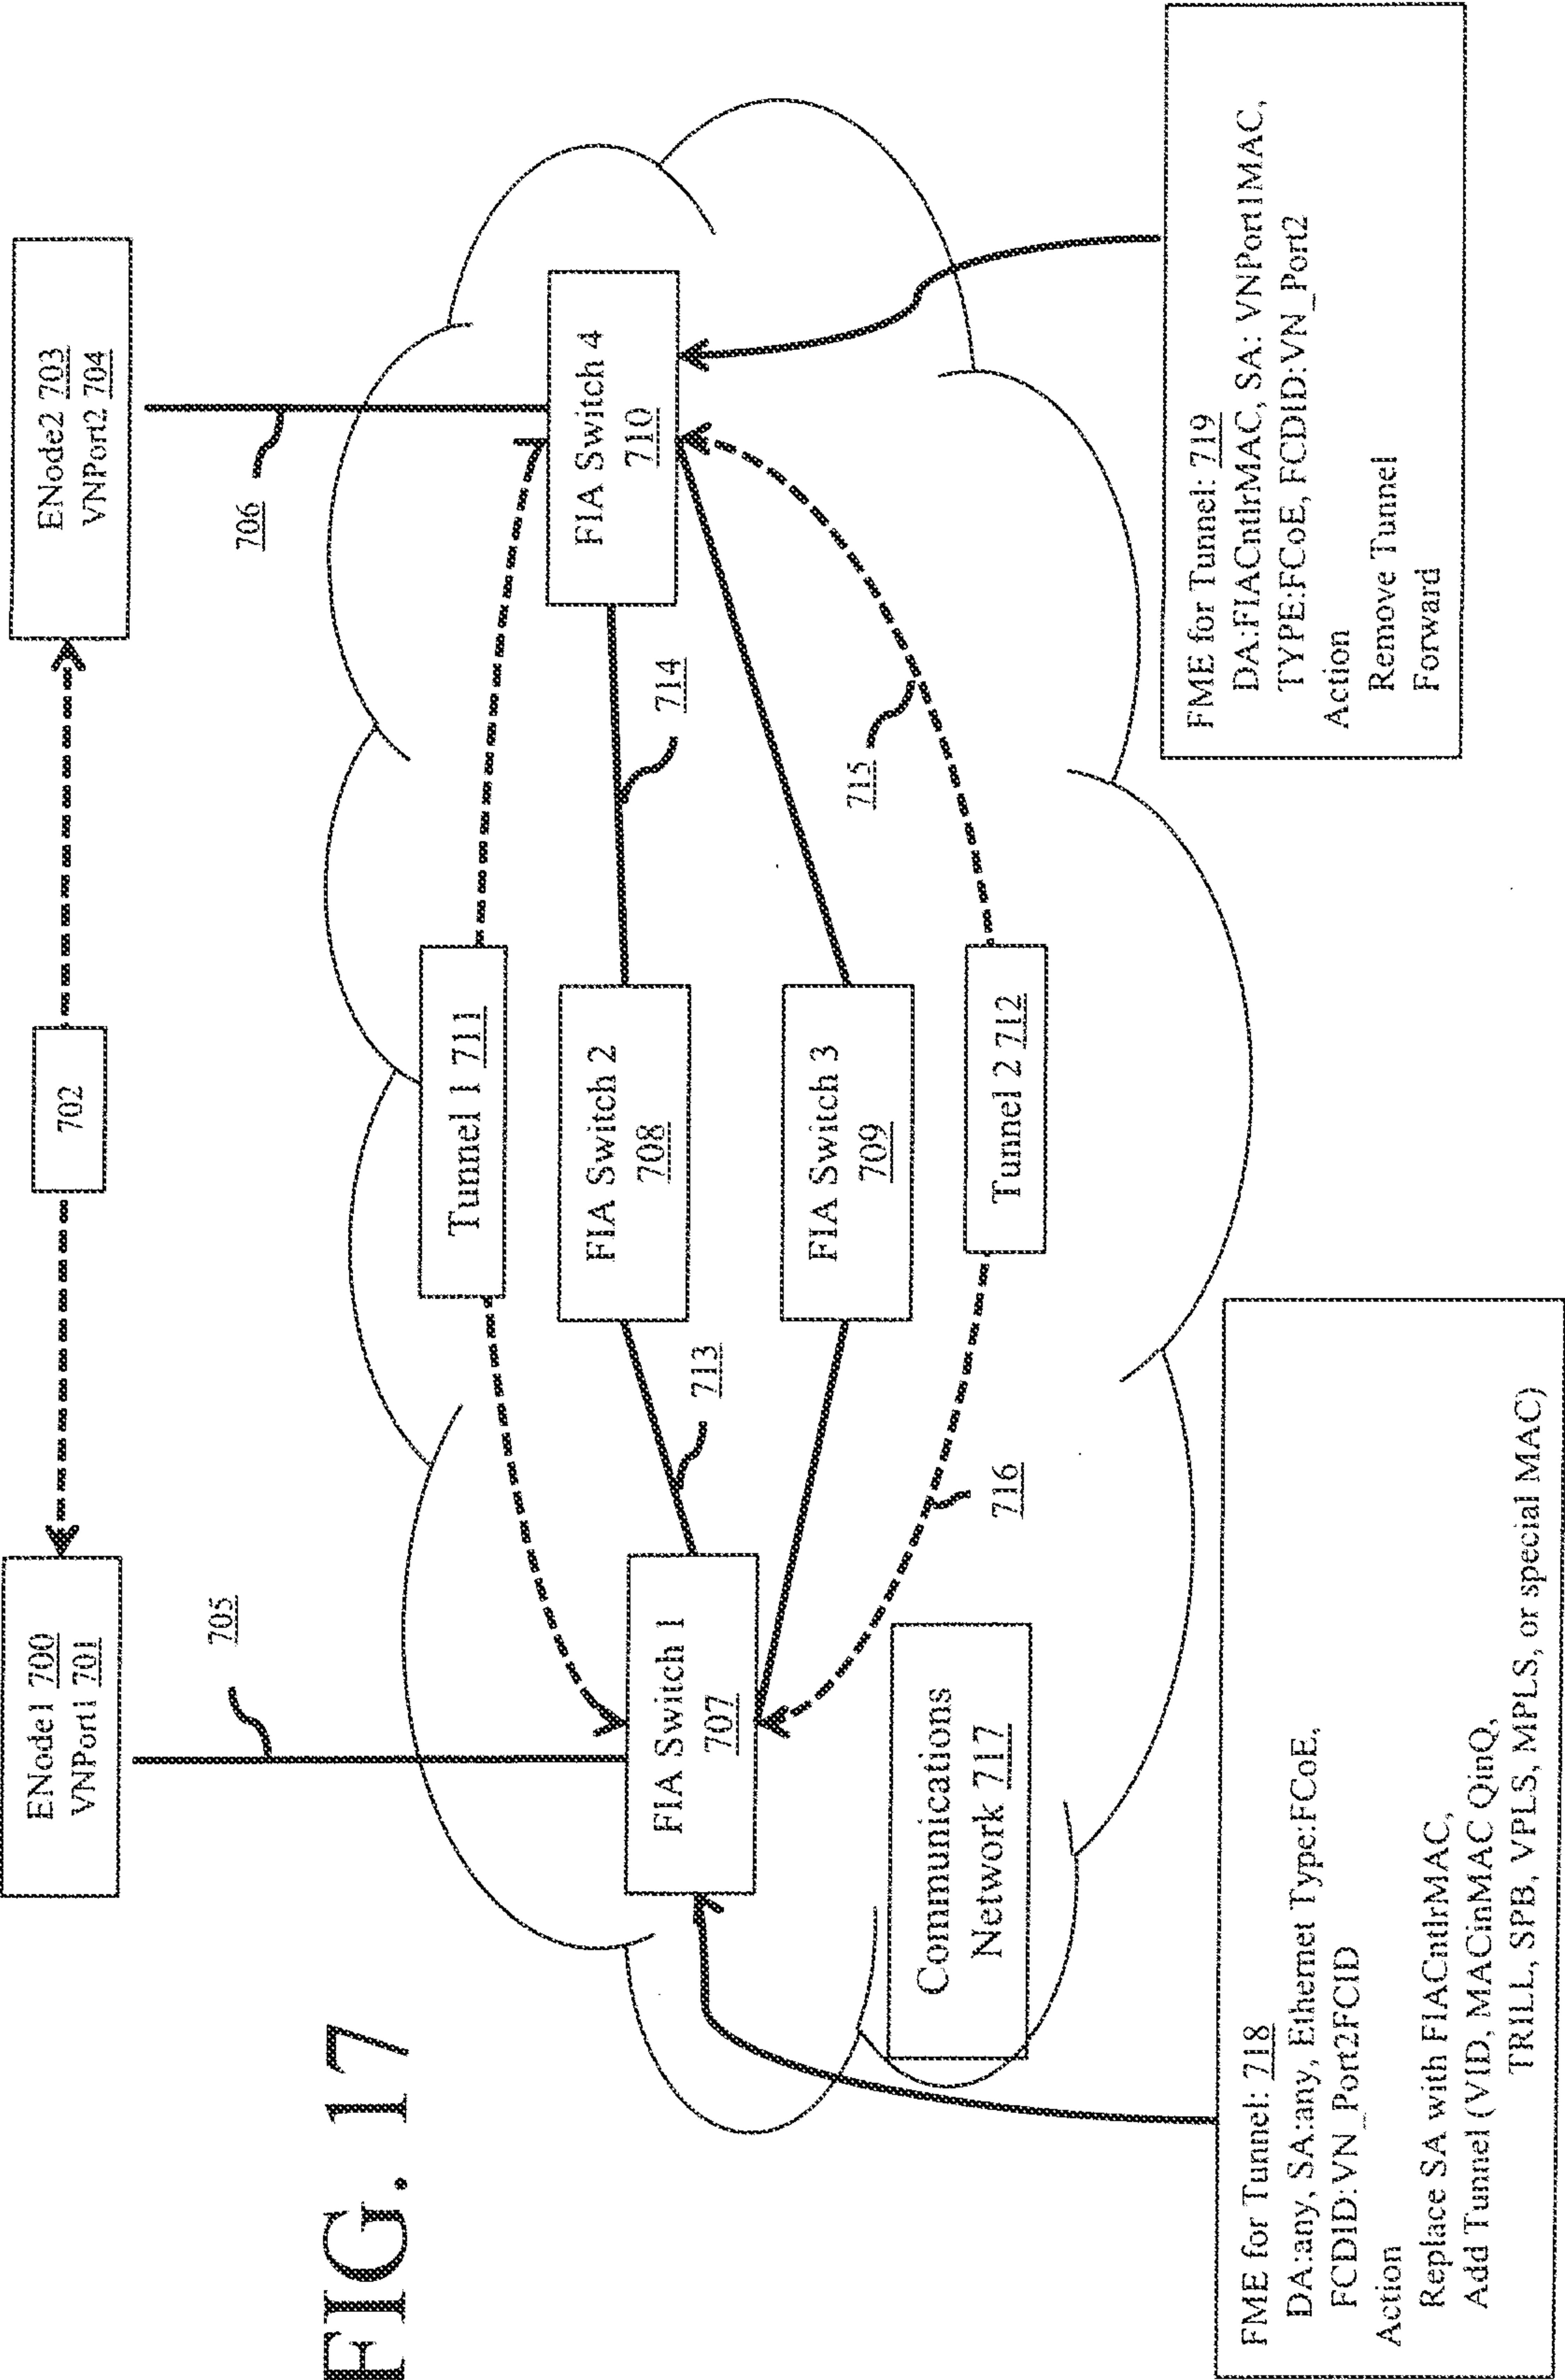 FIG. 17
ENode1 700
VNPort1 701
702
ENode2 703
VNPort2 704
705
706
Tunnel 1 711
FIA Switch 1
707
FIA Switch 2
708
FIA Switch 4
710
713
714
FIA Switch 3
709
715
716
Tunnel 2 712
Communications
Network 717
FME for Tunnel: 718
DA:any, SA:any, Ethernet Type:FCoE,
FCDID:VN_Port2FCID
Action
Replace SA with FIACntlrMAC,
Add Tunnel (VID, MACinMAC QinQ,
TRILL, SPB, VPLS, MPLS, or special MAC)
FME for Tunnel: 719
DA:FIACntlrMAC, SA: VNPort1MAC,
TYPE:FCoE, FCDID:VN_Port2
Action
Remove Tunnel
Forward